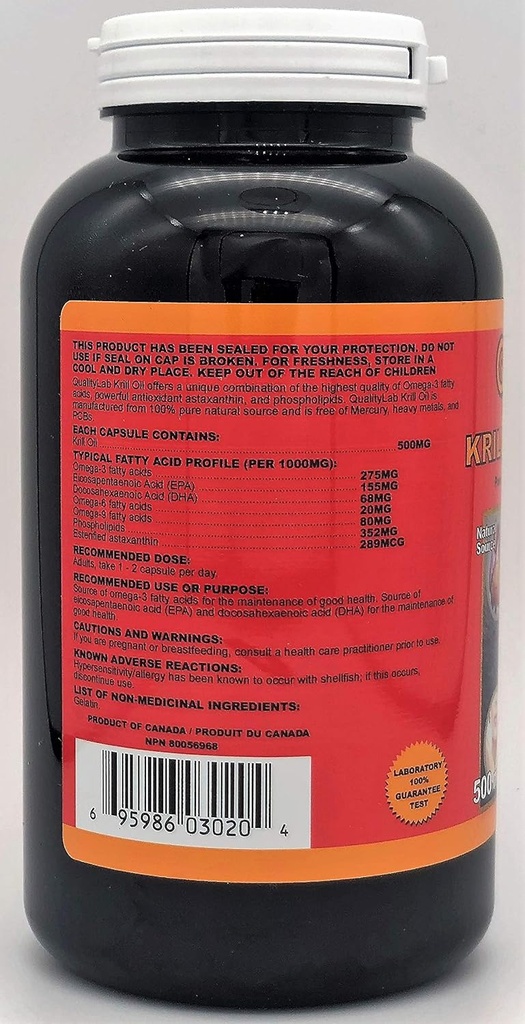 THIS PRODUCT HAS BEEN SEALED FOR YOUR PROTECTION. DO NOT
USE IF SEAL ON CAP IS BROKEN, FOR FRESHNESS, STORE IN A
COOL AND DRY PLACE. KEEP OUT OF THE REACH OF CHILDREN
QualityLab Krill Oil offers a unique combination of the highest quality of Omega-3 fatty
acids, powerful antioxidant astaxanthin, and phospholipids. QualityLab Krill Oil is
manufactured from 100% pure natural source and is free of Mercury, heavy metals, and
PCBs.
EACH CAPSULE CONTAINS:
Krill Oil 500MG
TYPICAL FATTY ACID PROFILE (PER 1000MG):
Omega-3 fatty acids 275MG
Eicosapentaenoic Acid (EPA) 155MG
Docosahexaenoic Acid (DHA) 68MG
Omega-6 fatty acids 20MG
Omega-9 fatty acids 80MG
Phospholipids 352MG
Esterified astaxanthin 289MCG
RECOMMENDED DOSE:
Adults, take 1 - 2 capsule per day.
RECOMMENDED USE OR PURPOSE:
Source of omega-3 fatty acids for the maintenance of good health. Source of
eicosapentaenoic acid (EPA) and docosahexaenoic acid (DHA) for the maintenance of
good health.
CAUTIONS AND WARNINGS:
If you are pregnant or breastfeeding, consult a health care practitioner prior to use.
KNOWN ADVERSE REACTIONS:
Hypersensitivity/allergy has been known to occur with shellfish; if this occurs,
discontinue use.
LIST OF NON-MEDICINAL INGREDIENTS:
Gelatin.
PRODUCT OF CANADA / PRODUIT DU CANADA
NPN 80056968
6 95986 03020 4
LABORATORY
100%
GUARANTEE
TEST
KRIL
Natura
Source
500